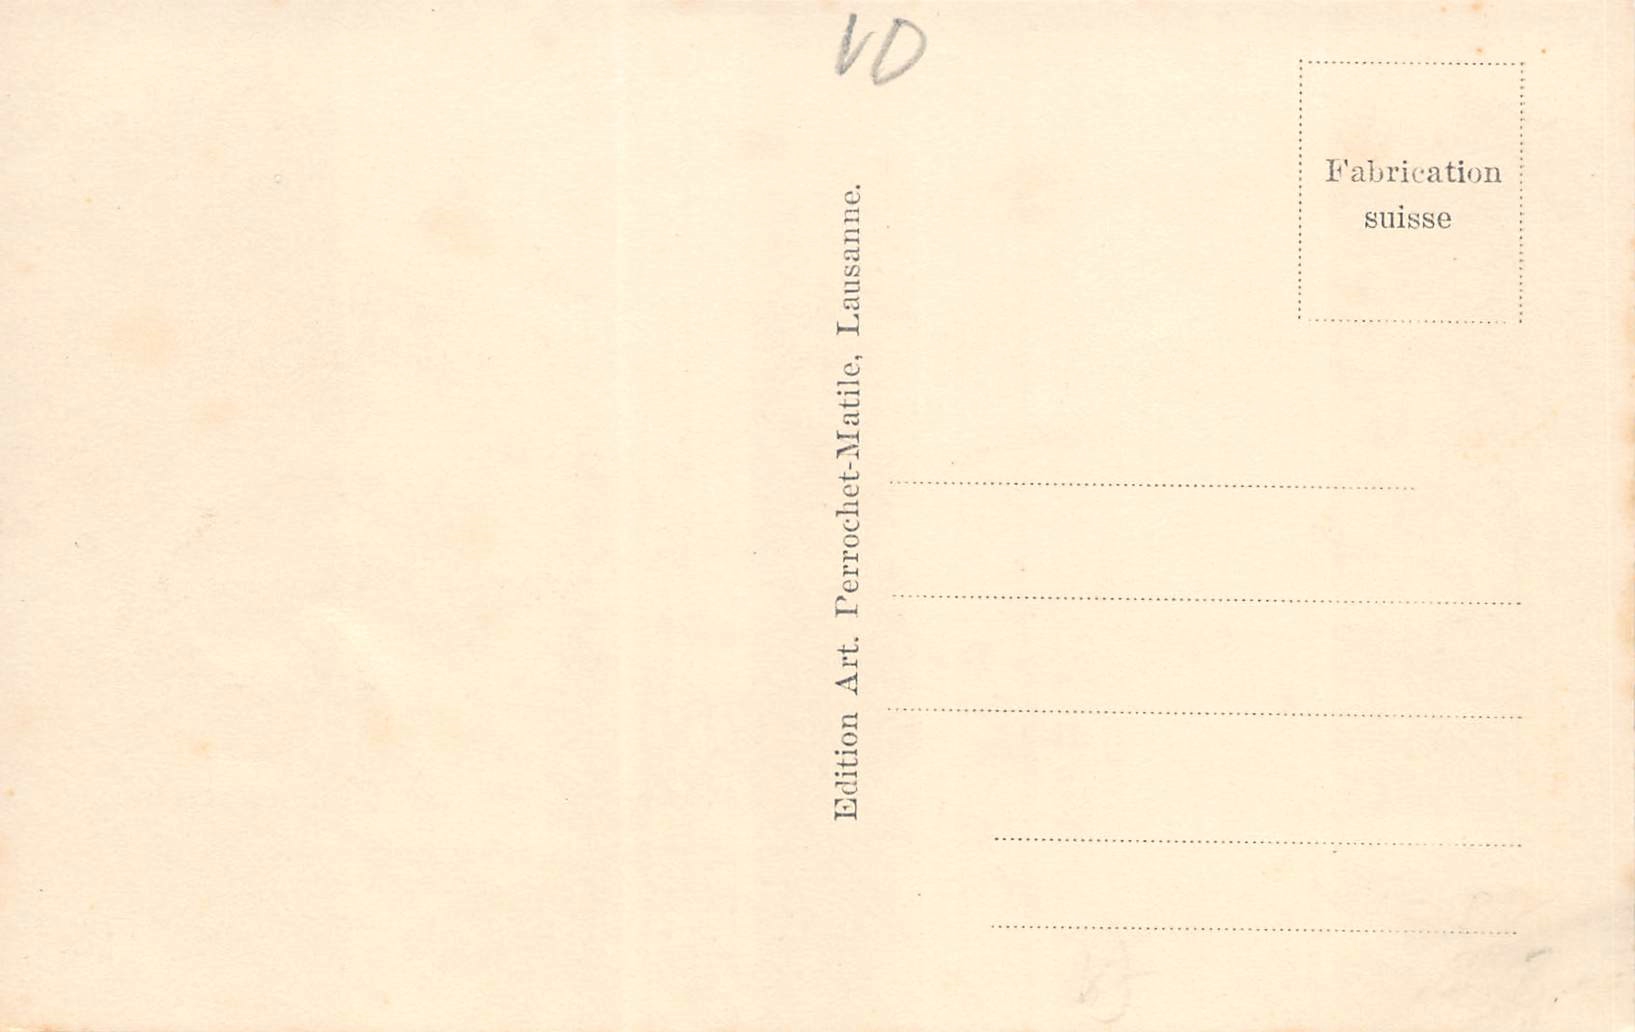 VD
Edition Art. Perrochet-Matile, Lausanne.
Fabrication
suisse